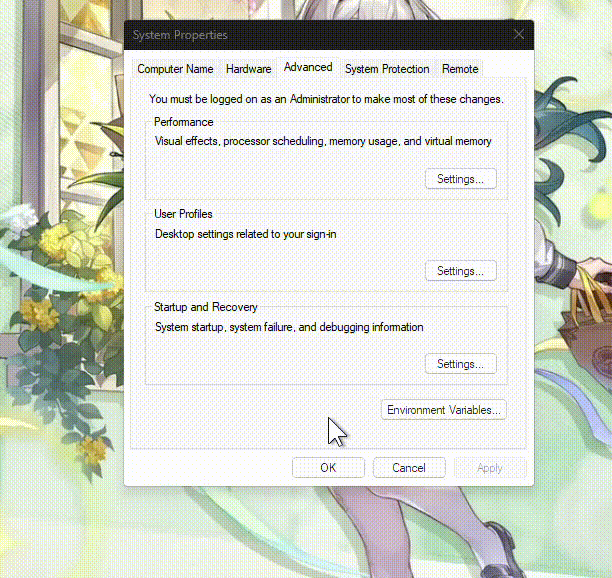 System Properties
Computer Name Hardware Advanced System Protection Remote
You must be logged on as an Administrator to make most of these changes.
Performance
Visual effects, processor scheduling, memory usage, and virtual memory
Settings...
User Profiles
Desktop settings related to your sign-in
Settings...
Startup and Recovery
System startup, system failure, and debugging information
Settings...
Environment Variables...
OK Cancel Apply